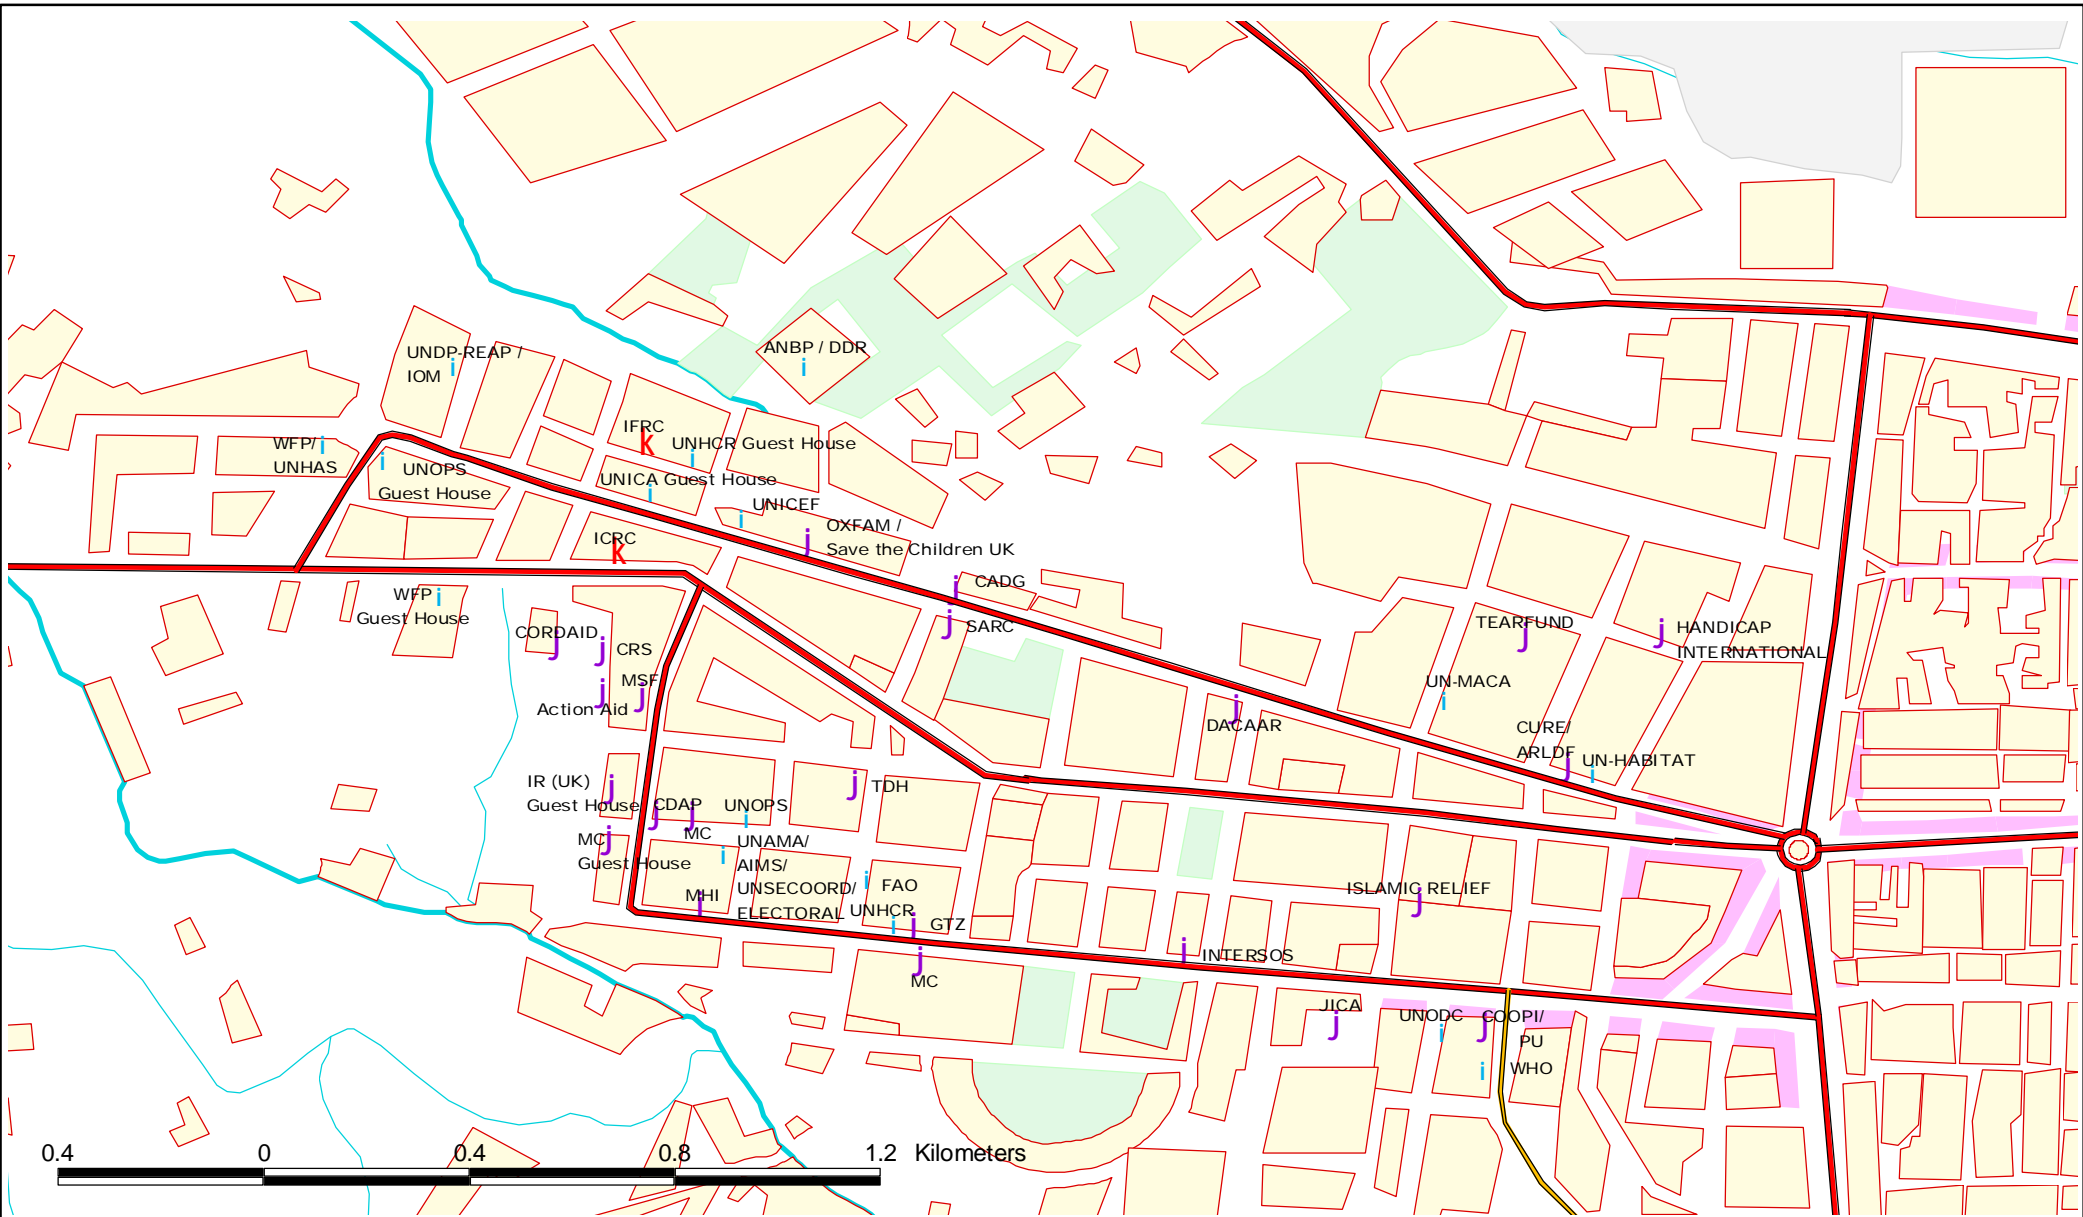 ANBP / DDR
i
UNDP-REAP /
IOM i
IFRC
k
UNHCR Guest House
i
WFP/ i
UNHAS
i UNOPS
Guest House
UNICA Guest House
i
UNICEF
i
OXFAM /
j
Save the Children UK
ICRC
k
j CADG
WFP i
Guest House
j SARC
CORDAID
j
j CRS
TEARFUND
j
j HANDICAP
INTERNATIONAL
MSF
j
j
Action Aid
UN-MACA
i
j
DACAAR
CURE/
ARLDF
j
UN-HABITAT
i
IR (UK)
j
Guest House
j TDH
CDAP
j
j
MC
UNOPS
i
MC
j
Guest House
i
UNAMA/
AIMS/
UNSECOORD/
ELECTORAL
MHI
j
i
FAO
UNHCR
i
j GTZ
j
MC
ISLAMIC RELIEF
j
j INTERSOS
JICA
j
UNODC
i
j
COOPI/
PU
i WHO
0.4 0 0.4 0.8 1.2 Kilometers